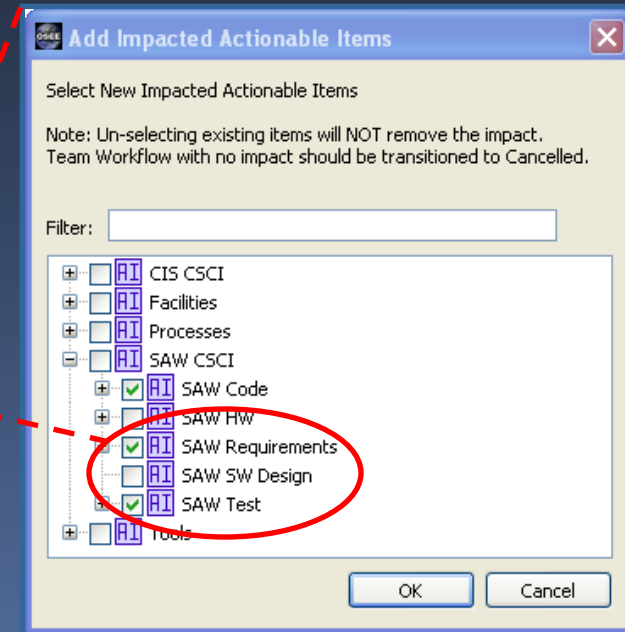 OSEE Add Impacted Actionable Items
Select New Impacted Actionable Items
Note: Un-selecting existing items will NOT remove the impact.
Team Workflow with no impact should be transitioned to Cancelled.
Filter:
AI CIS CSCI
AI Facilities
AI Processes
AI SAW CSCI
AI SAW Code
AI SAW HW
AI SAW Requirements
AI SAW SW Design
AI SAW Test
AI Tools
OK Cancel